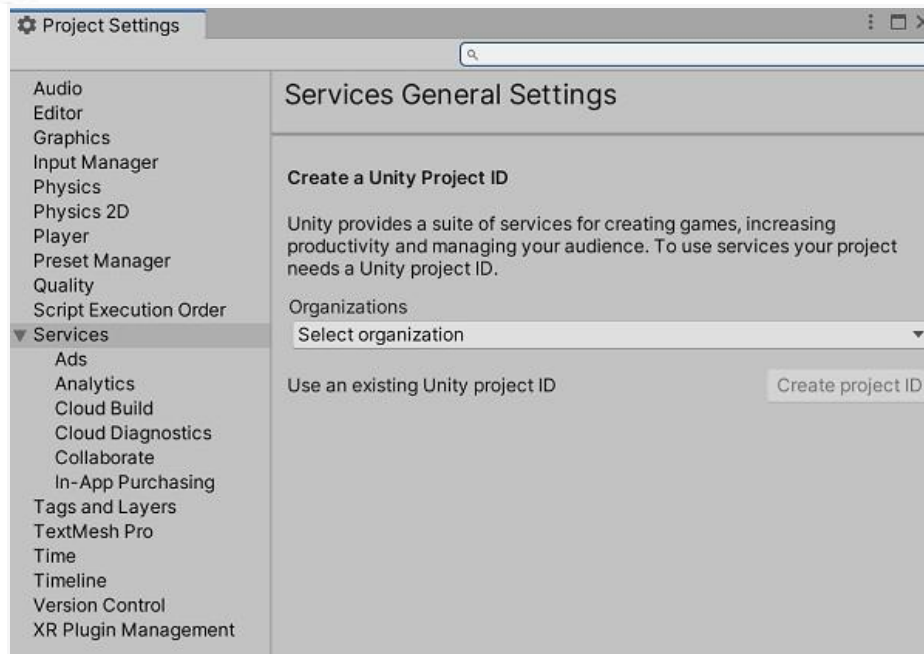 Project Settings
Audio
Editor
Graphics
Input Manager
Physics
Physics 2D
Player
Preset Manager
Quality
Script Execution Order
Services
Ads
Analytics
Cloud Build
Cloud Diagnostics
Collaborate
In-App Purchasing
Tags and Layers
TextMesh Pro
Time
Timeline
Version Control
XR Plugin Management
Services General Settings
Create a Unity Project ID
Unity provides a suite of services for creating games, increasing
productivity and managing your audience. To use services your project
needs a Unity project ID.
Organizations
Select organization
Use an existing Unity project ID
Create project ID